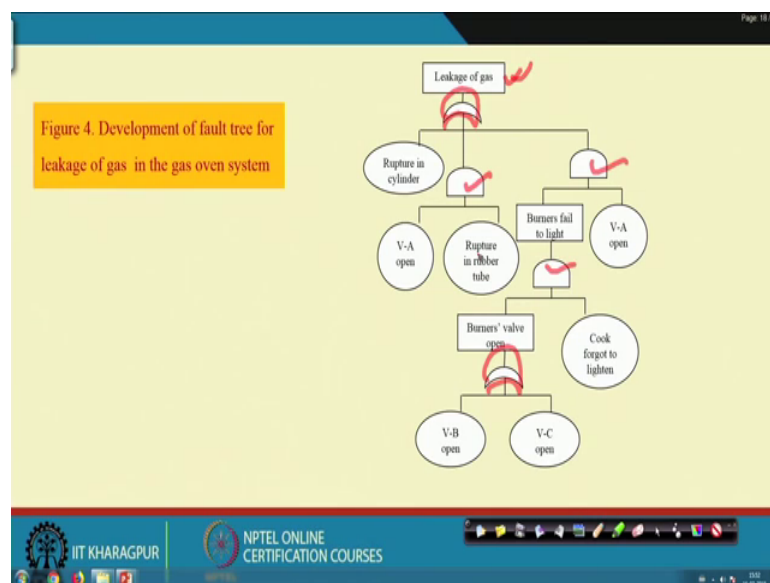 Page: 18 /
Leakage of gas
Figure 4. Development of fault tree for
leakage of gas in the gas oven system
Rupture in
cylinder
Burners fail
to light
V-A
open
V-A
open
Rupture
in rubber
tube
Burners' valve
open
Cook
forgot to
lighten
V-B
open
V-C
open
IIT KHARAGPUR
NPTEL ONLINE
CERTIFICATION COURSES